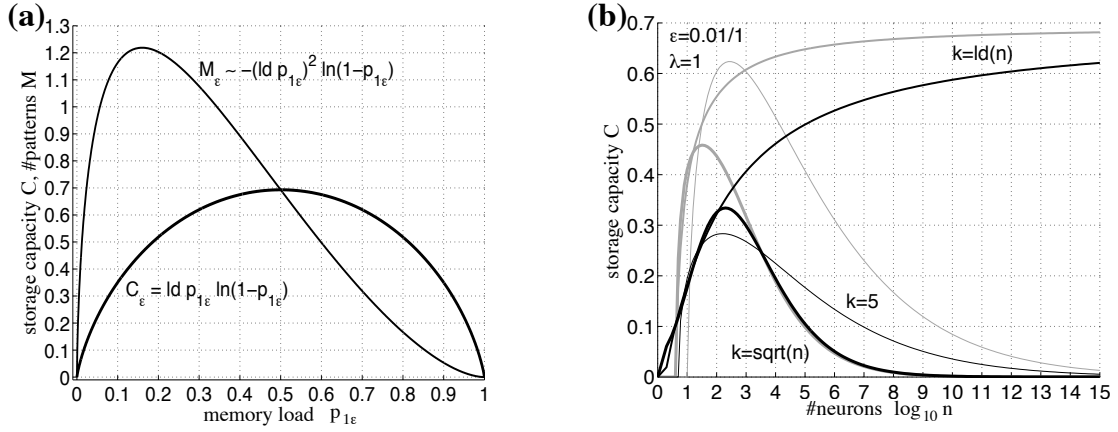 (a)
1.3
1.2
1.1
1.0
0.9
0.8
0.7
0.6
0.5
0.4
0.3
0.2
0.1
0
storage capacity C, #patterns M
M_ε ~ −(ld p_1ε)² ln(1−p_1ε)
C_ε = ld p_1ε ln(1−p_1ε)
0 0.1 0.2 0.3 0.4 0.5 0.6 0.7 0.8 0.9 1
memory load p_1ε
(b)
0.7
0.6
0.5
0.4
0.3
0.2
0.1
0
storage capacity C
ε=0.01/1
λ=1
k=ld(n)
k=5
k=sqrt(n)
0 1 2 3 4 5 6 7 8 9 10 11 12 13 14 15
#neurons log₁₀ n